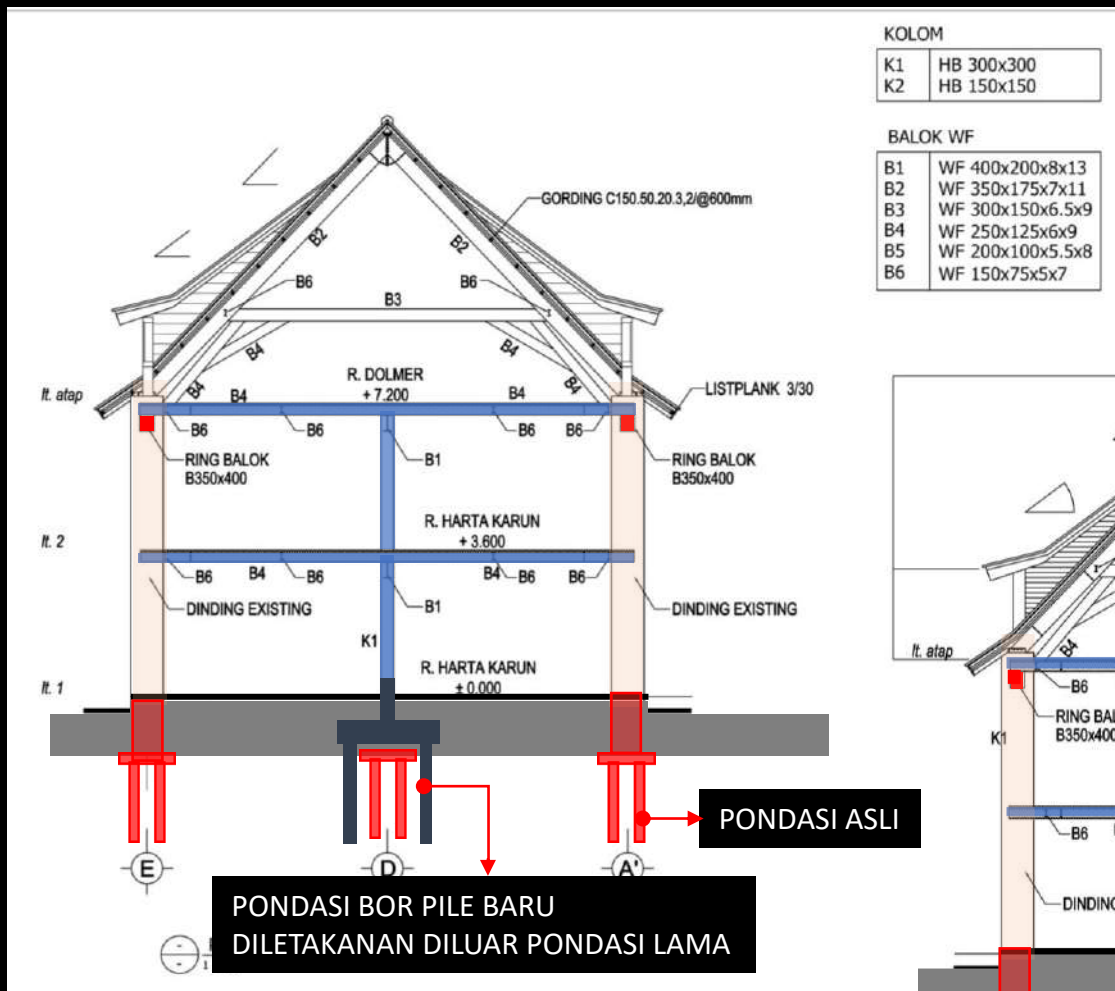 KOLOM
K1 HB 300x300
K2 HB 150x150
BALOK WF
B1 WF 400x200x8x13
B2 WF 350x175x7x11
B3 WF 300x150x6.5x9
B4 WF 250x125x6x9
B5 WF 200x100x5.5x8
B6 WF 150x75x5x7
GORDING C150.50.20.3,2/@600mm
B2 B2
B6 B6
B3
B4 B4
B4 B4
R. DOLMER
+ 7.200
lt. atap
B4 B4
LISTPLANK 3/30
B6 B6 B6 B6
RING BALOK
B350x400
B1
RING BALOK
B350x400
R. HARTA KARUN
+ 3.600
lt. 2
B6 B4 B6 B4 B6 B6
DINDING EXISTING
B1
DINDING EXISTING
K1
R. HARTA KARUN
± 0.000
lt. 1
PONDASI ASLI
E D A'
PONDASI BOR PILE BARU
DILETAKANAN DILUAR PONDASI LAMA
lt. atap
B4
B6
RING BAL
B350x400
K1
B6
DINDING